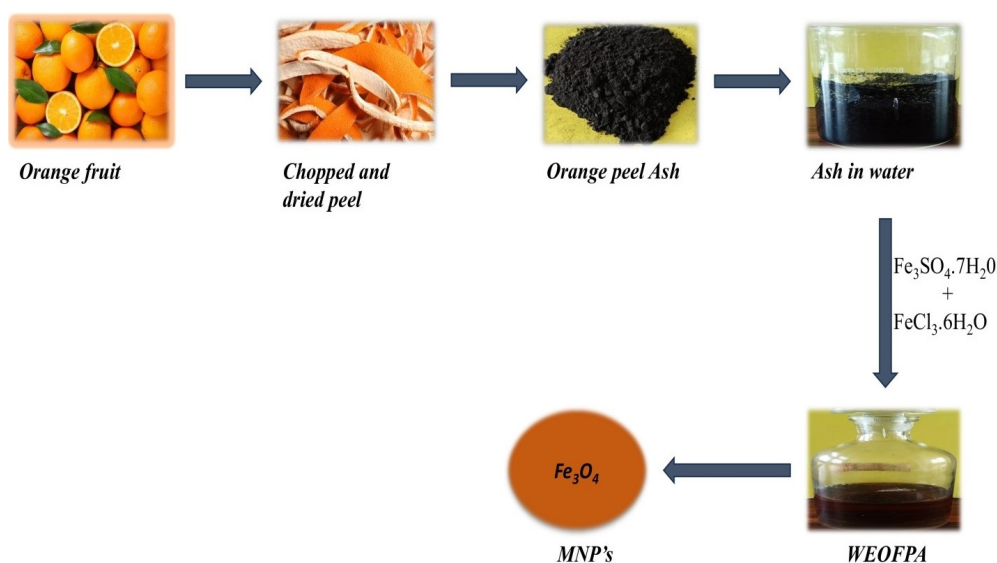 Orange fruit
Chopped and
dried peel
Orange peel Ash
Ash in water
Fe₃SO₄.7H₂0
+
FeCl₃.6H₂O
Fe₃O₄
MNP's
WEOFPA